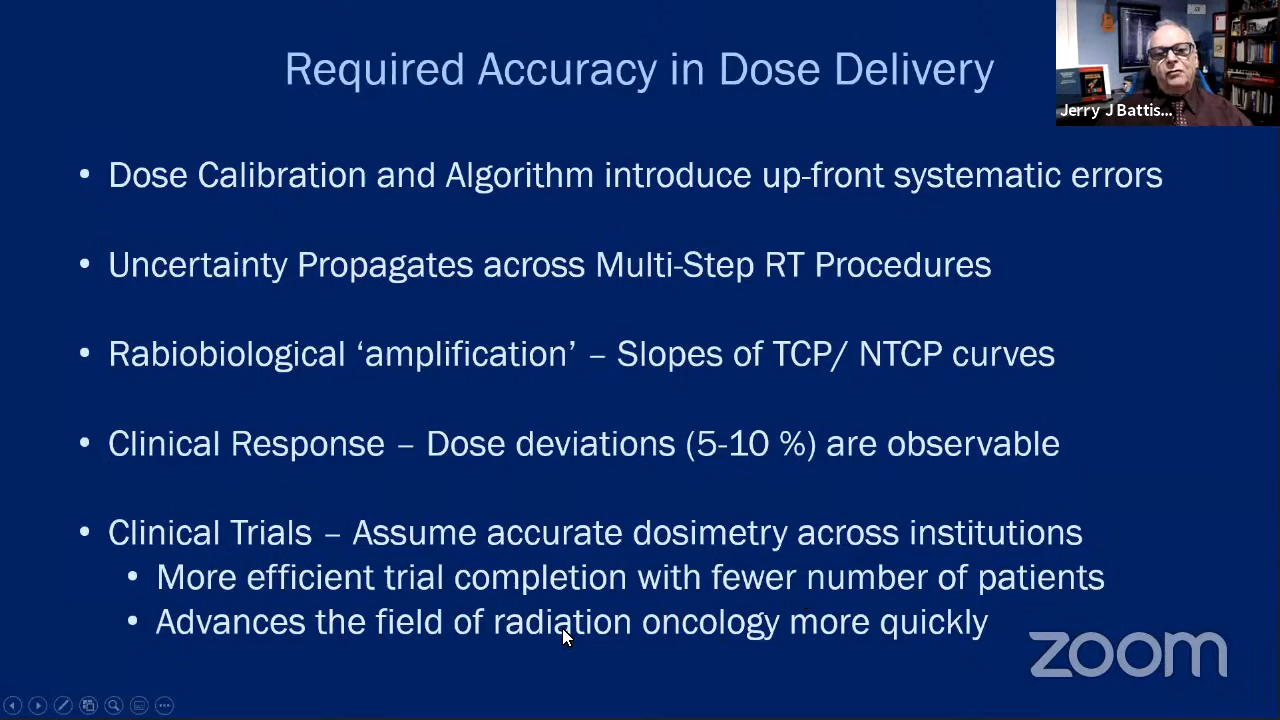 Required Accuracy in Dose Delivery
Jerry J Battis...
• Dose Calibration and Algorithm introduce up-front systematic errors
• Uncertainty Propagates across Multi-Step RT Procedures
• Rabiobiological ‘amplification’ – Slopes of TCP/ NTCP curves
• Clinical Response – Dose deviations (5-10 %) are observable
• Clinical Trials – Assume accurate dosimetry across institutions
• More efficient trial completion with fewer number of patients
• Advances the field of radiation oncology more quickly
zoom